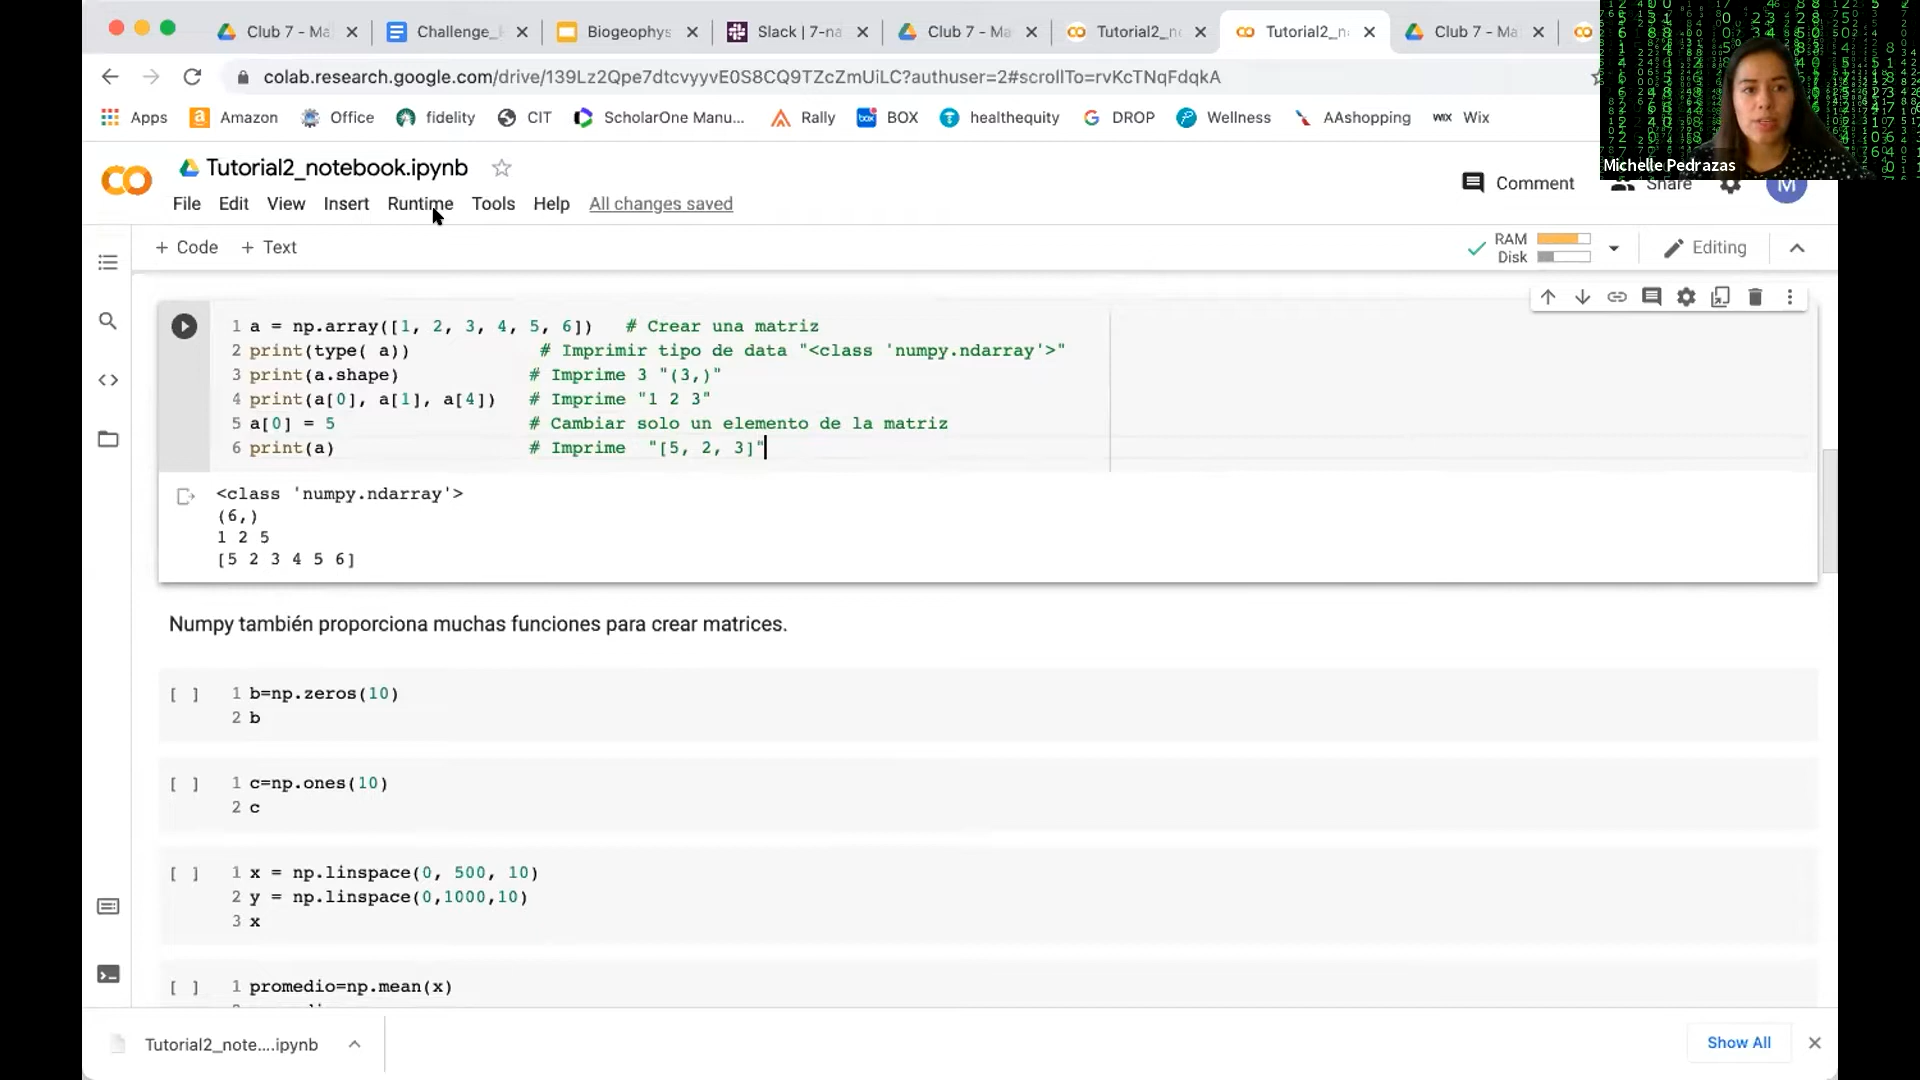 Club 7 - Ma
Challenge_
Biogeophys
Slack | 7-na
Club 7 - Ma
Tutorial2_n
Tutorial2_n
Club 7 - Ma
colab.research.google.com/drive/139Lz2Qpe7dtcvyyvE0S8CQ9TZcZmUiLC?authuser=2#scrollTo=rvKcTNqFdqkA
Apps Amazon Office fidelity CIT ScholarOne Manu... Rally BOX healthequity DROP Wellness AAshopping WIX Wix
Michelle Pedrazas
Tutorial2_notebook.ipynb
Comment Share M
File Edit View Insert Runtime Tools Help All changes saved
+ Code + Text
RAM
Disk
Editing
1 a = np.array([1, 2, 3, 4, 5, 6]) # Crear una matriz
2 print(type( a)) # Imprimir tipo de data "<class 'numpy.ndarray'>"
3 print(a.shape) # Imprime 3 "(3,)"
4 print(a[0], a[1], a[4]) # Imprime "1 2 3"
5 a[0] = 5 # Cambiar solo un elemento de la matriz
6 print(a) # Imprime "[5, 2, 3]"
<class 'numpy.ndarray'>
(6,)
1 2 5
[5 2 3 4 5 6]
Numpy también proporciona muchas funciones para crear matrices.
[ ] 1 b=np.zeros(10)
2 b
[ ] 1 c=np.ones(10)
2 c
[ ] 1 x = np.linspace(0, 500, 10)
2 y = np.linspace(0,1000,10)
3 x
[ ] 1 promedio=np.mean(x)
Tutorial2_note....ipynb
Show All